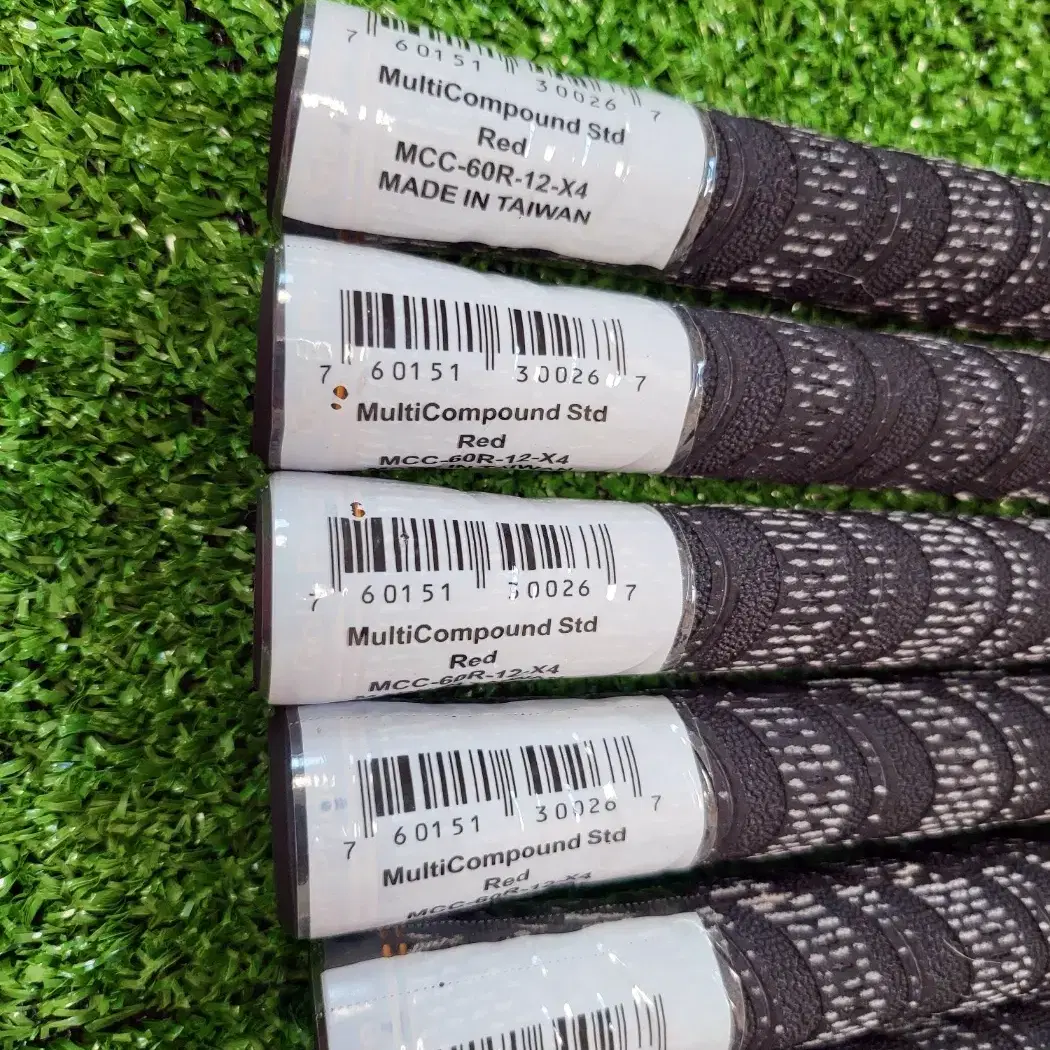 7 60151 30026 7
MultiCompound Std
Red
MCC-60R-12-X4
MADE IN TAIWAN
7 60151 30026 7
MultiCompound Std
Red
MCC-60R-12-X4
IN TAIWAN
7 60151 30026 7
MultiCompound Std
Red
MCC-60R-12-X4
7 60151 30026 7
MultiCompound Std
Red
MCC-60R-12-X4